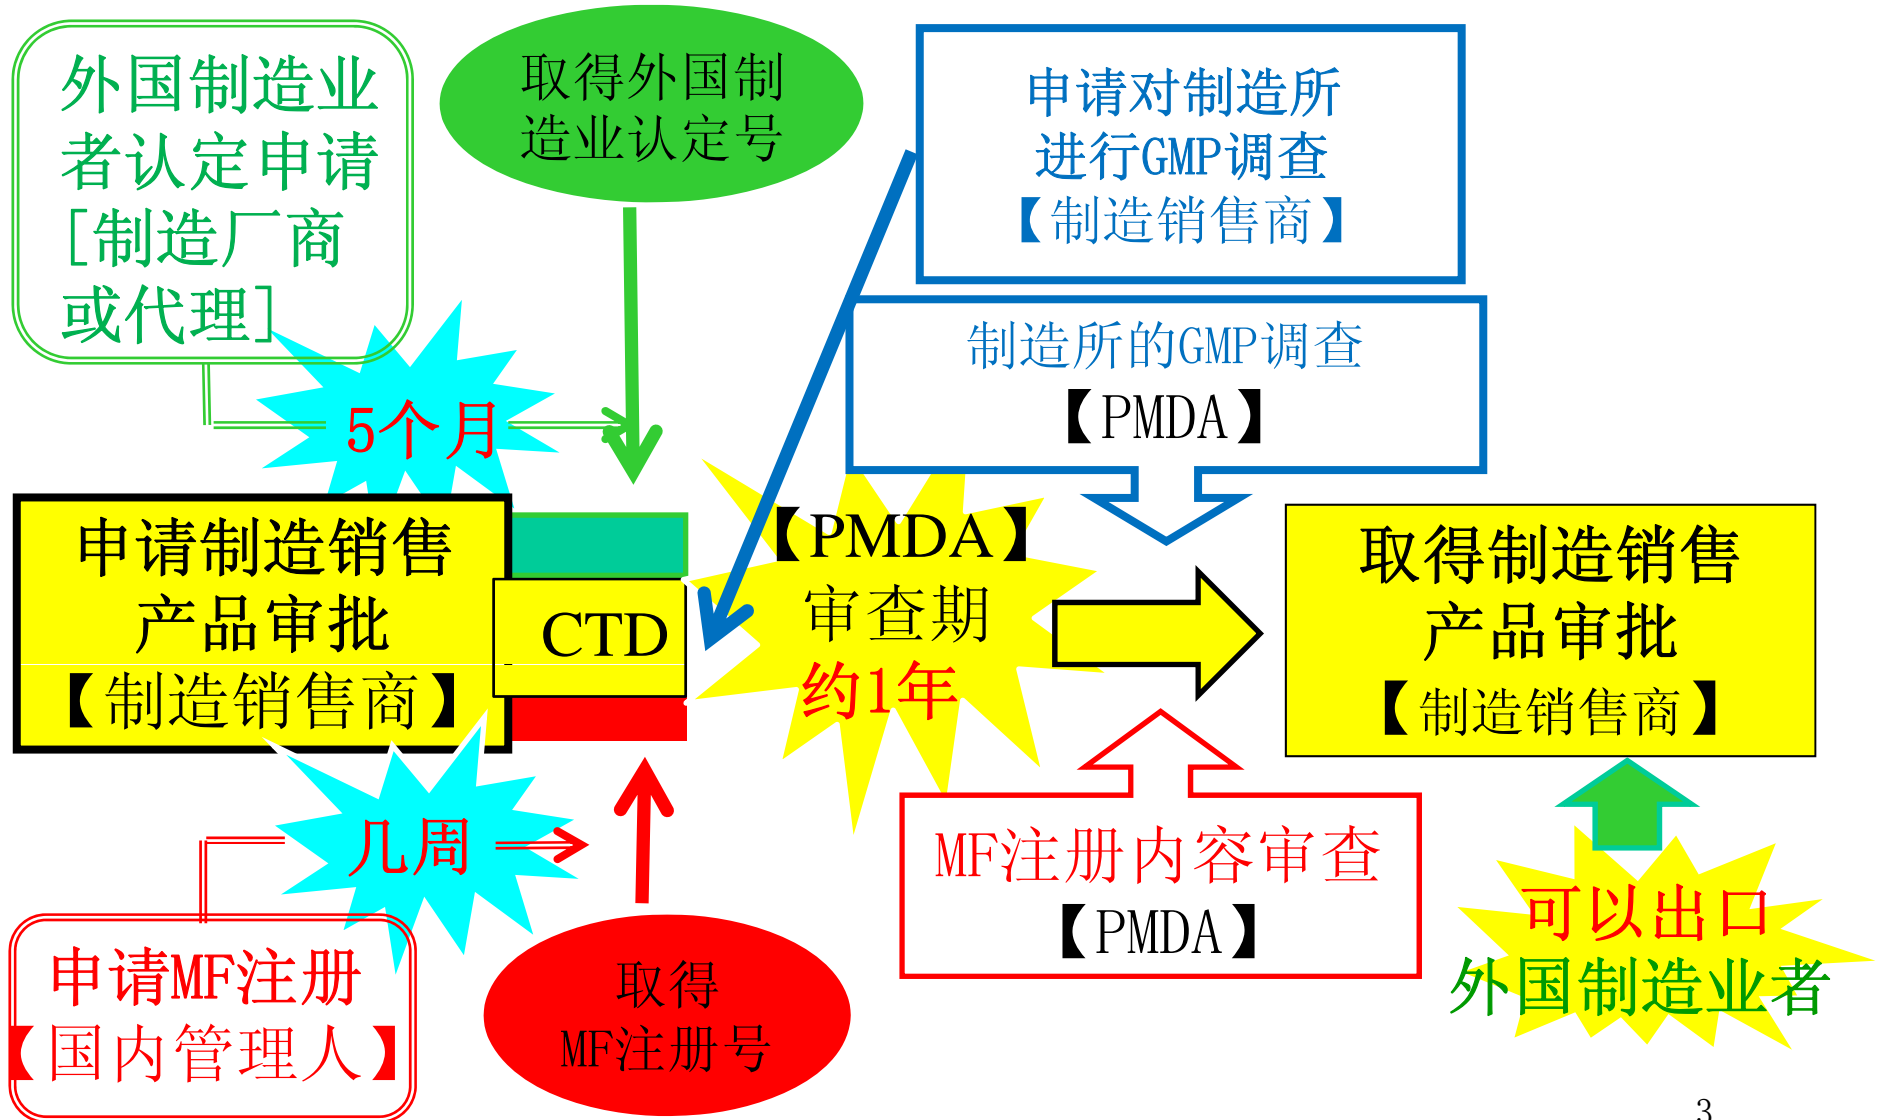 外国制造业
者认定申请
[制造厂商
或代理]
取得外国制
造业认定号
申请对制造所
进行GMP调查
【制造销售商】
制造所的GMP调查
【PMDA】
5个月
申请制造销售
产品审批
【制造销售商】
CTD
【PMDA】
审查期
约1年
取得制造销售
产品审批
【制造销售商】
几周
申请MF注册
【国内管理人】
取得
MF注册号
MF注册内容审查
【PMDA】
可以出口
外国制造业者
3